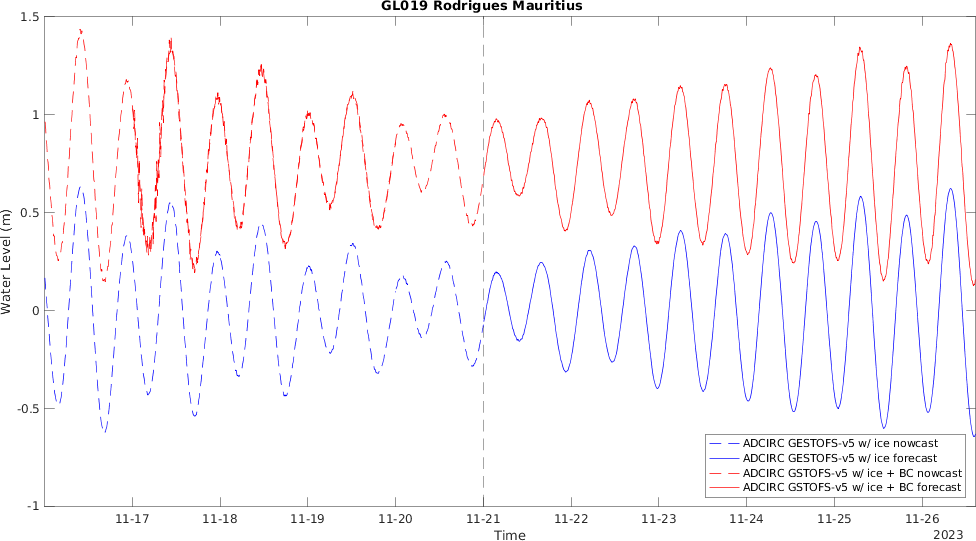 GL019 Rodrigues Mauritius
1.5
1
0.5
0
-0.5
-1
Water Level (m)
ADCIRC GESTOFS-v5 w/ ice nowcast
ADCIRC GESTOFS-v5 w/ ice forecast
ADCIRC GSTOFS-v5 w/ ice + BC nowcast
ADCIRC GSTOFS-v5 w/ ice + BC forecast
11-17 11-18 11-19 11-20 11-21 11-22 11-23 11-24 11-25 11-26
Time
2023